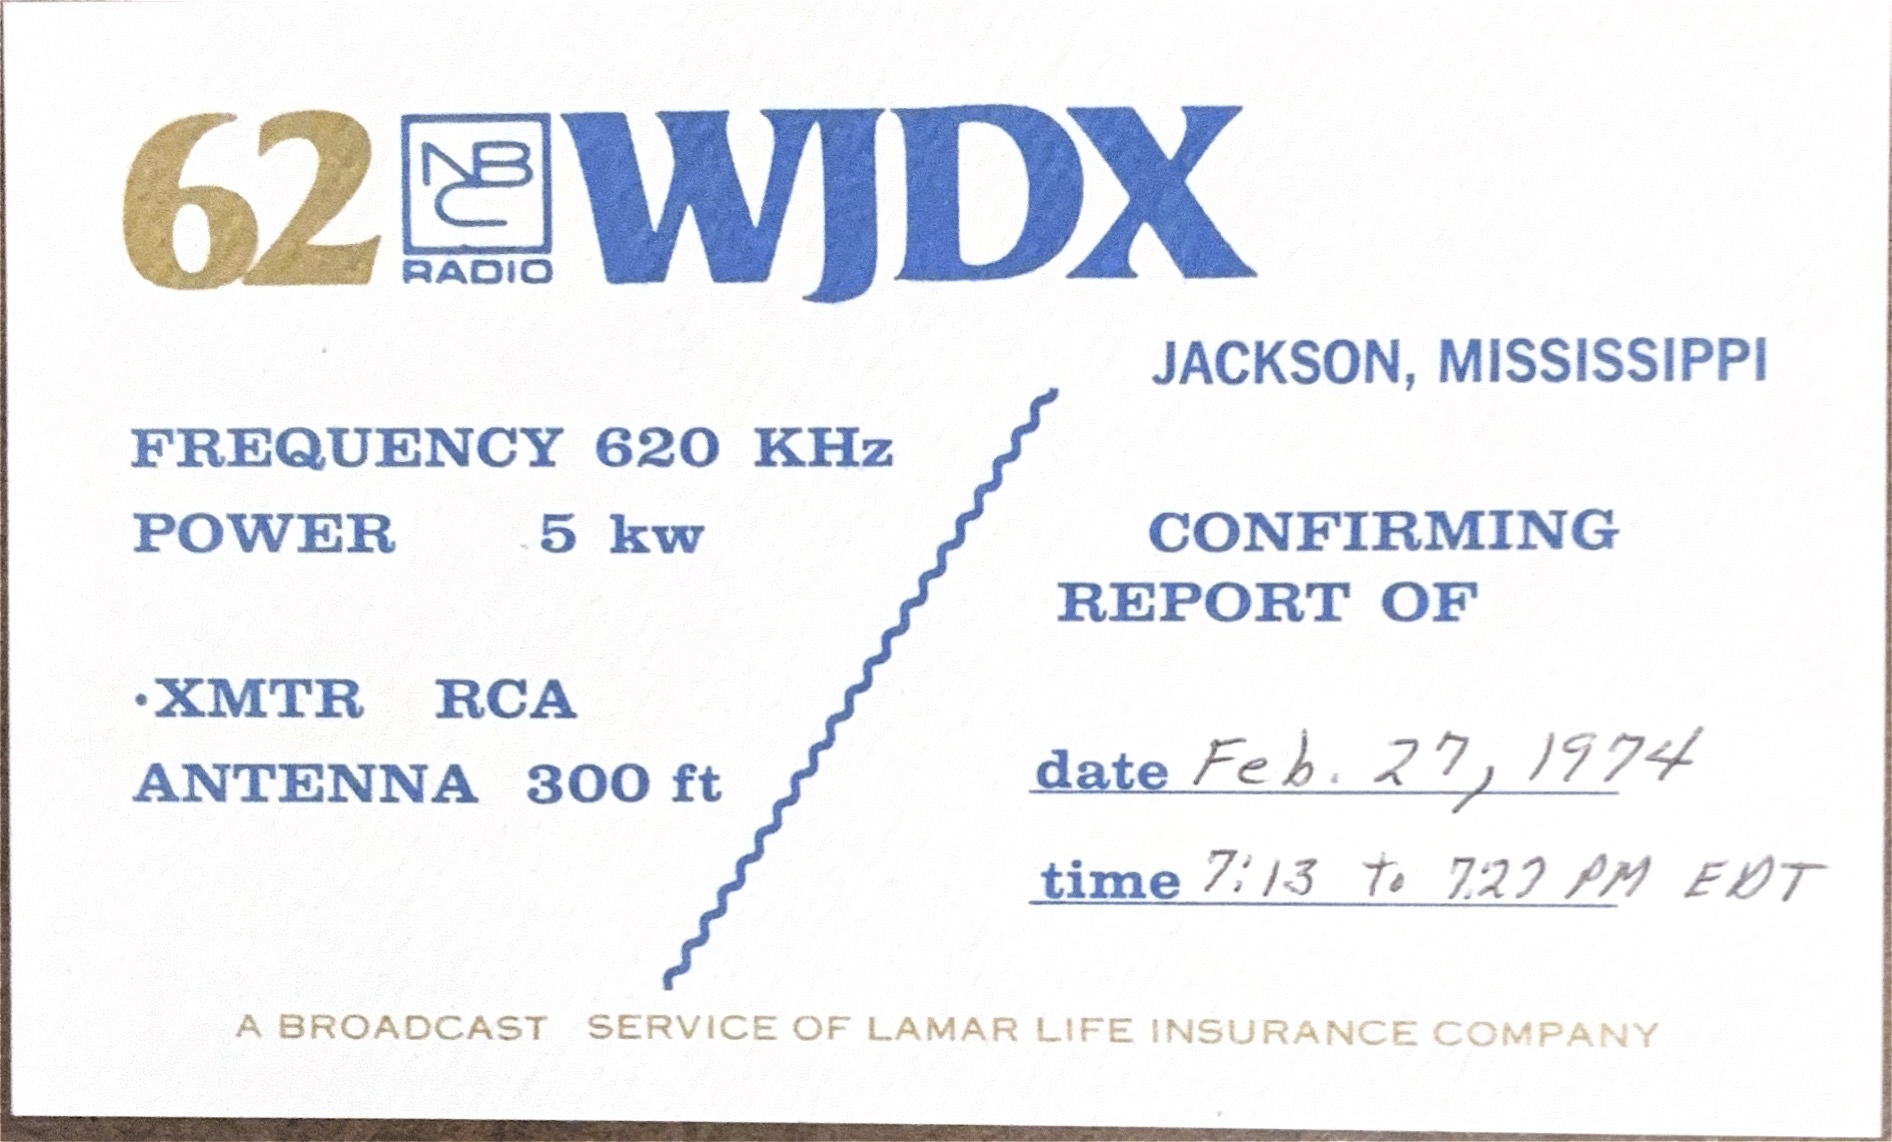 62 NBC RADIO WJDX
JACKSON, MISSISSIPPI
FREQUENCY 620 KHz
POWER 5 kw
·XMTR RCA
ANTENNA 300 ft
CONFIRMING
REPORT OF
date Feb. 27, 1974
time 7:13 to 7:27 PM EDT
A BROADCAST SERVICE OF LAMAR LIFE INSURANCE COMPANY